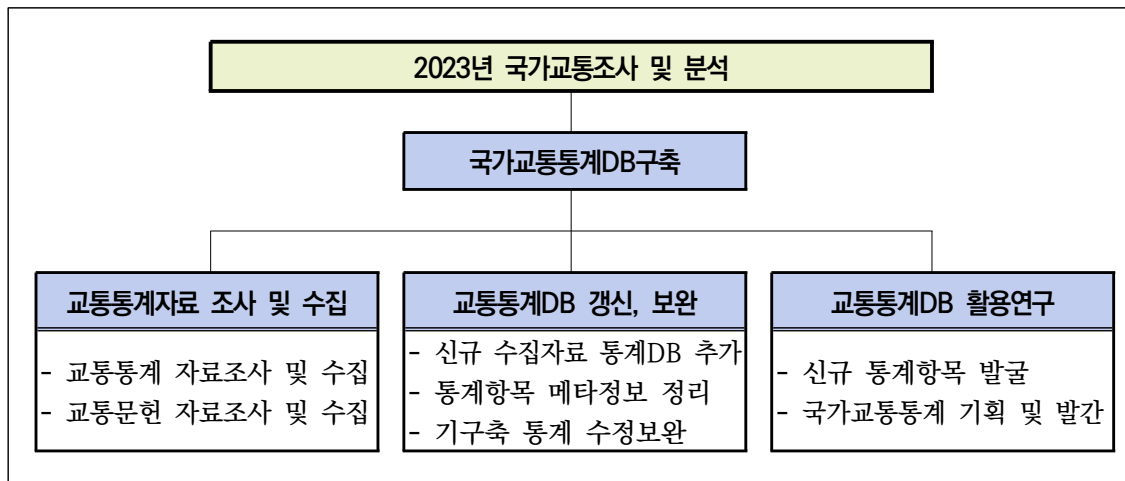 2023년 국가교통조사 및 분석
국가교통통계DB구축
교통통계자료 조사 및 수집
- 교통통계 자료조사 및 수집
- 교통문헌 자료조사 및 수집
교통통계DB 갱신, 보완
- 신규 수집자료 통계DB 추가
- 통계항목 메타정보 정리
- 기구축 통계 수정보완
교통통계DB 활용연구
- 신규 통계항목 발굴
- 국가교통통계 기획 및 발간